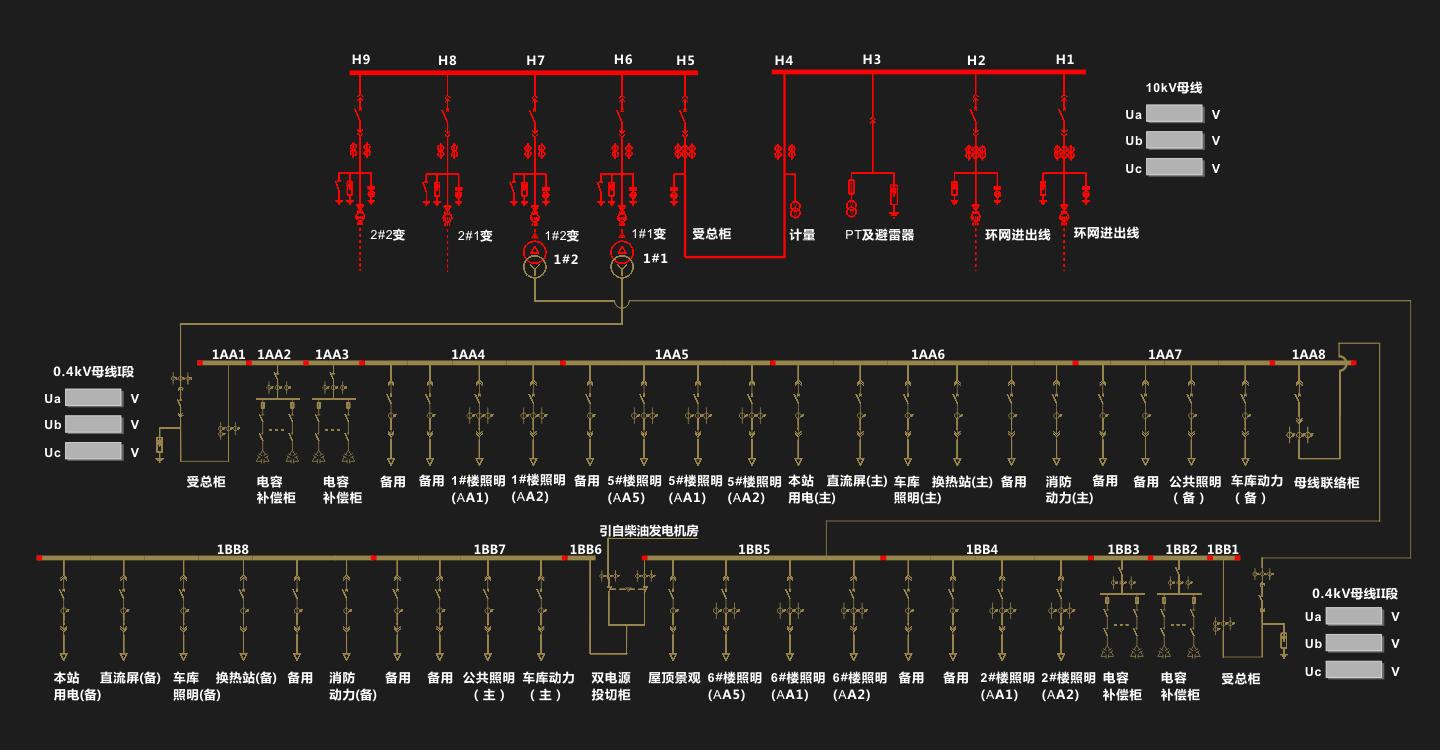 H9 H8 H7 H6 H5 H4 H3 H2 H1
10kV母线
Ua V
Ub V
Uc V
2#2变 2#1变 1#2变 1#1变 受总柜 计量 PT及避雷器 环网进出线 环网进出线
1#2 1#1
1AA1 1AA2 1AA3 1AA4 1AA5 1AA6 1AA7 1AA8
0.4kV母线I段
Ua V
Ub V
Uc V
受总柜
电容
补偿柜
电容
补偿柜
备用
备用
1#楼照明
(AA1)
1#楼照明
(AA2)
备用
5#楼照明
(AA5)
5#楼照明
(AA1)
5#楼照明
(AA2)
本站
用电(主)
直流屏(主)
车库
照明(主)
换热站(主)
备用
消防
动力(主)
备用
备用
公共照明
(备)
车库动力
(备)
母线联络柜
引自柴油发电机房
1BB8 1BB7 1BB6 1BB5 1BB4 1BB3 1BB2 1BB1
0.4kV母线II段
Ua V
Ub V
Uc V
本站
用电(备)
直流屏(备)
车库
照明(备)
换热站(备)
备用
消防
动力(备)
备用
备用
公共照明
(主)
车库动力
(主)
双电源
投切柜
屋顶景观
6#楼照明
(AA5)
6#楼照明
(AA1)
6#楼照明
(AA2)
备用
备用
2#楼照明
(AA1)
2#楼照明
(AA2)
电容
补偿柜
电容
补偿柜
受总柜